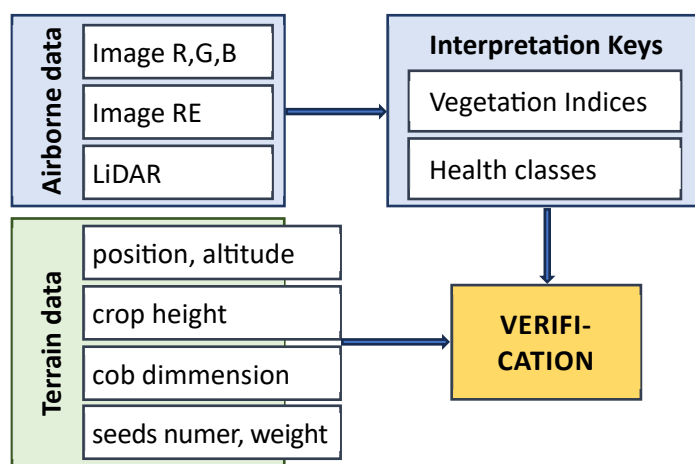 Airborne data
Image R,G,B
Image RE
LiDAR
Interpretation Keys
Vegetation Indices
Health classes
Terrain data
position, altitude
crop height
cob dimmension
seeds numer, weight
VERIFI-
CATION